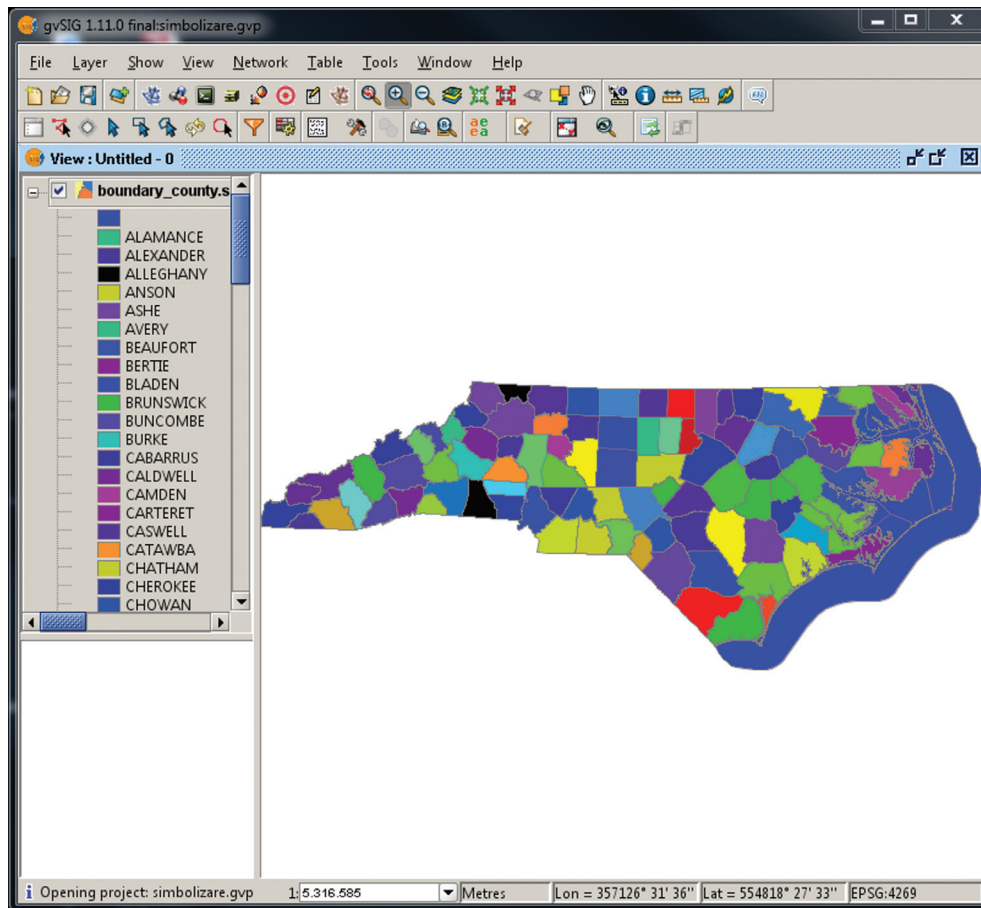 gvSIG 1.11.0 final:simbolizare.gvp
File Layer Show View Network Table Tools Window Help
View : Untitled - 0
boundary_county.s
ALAMANCE
ALEXANDER
ALLEGHANY
ANSON
ASHE
AVERY
BEAUFORT
BERTIE
BLADEN
BRUNSWICK
BUNCOMBE
BURKE
CABARRUS
CALDWELL
CAMDEN
CARTERET
CASWELL
CATAWBA
CHATHAM
CHEROKEE
CHOWAN
Opening project: simbolizare.gvp 1: 5.316.585 Metres Lon = 357126° 31' 36" Lat = 554818° 27' 33" EPSG:4269